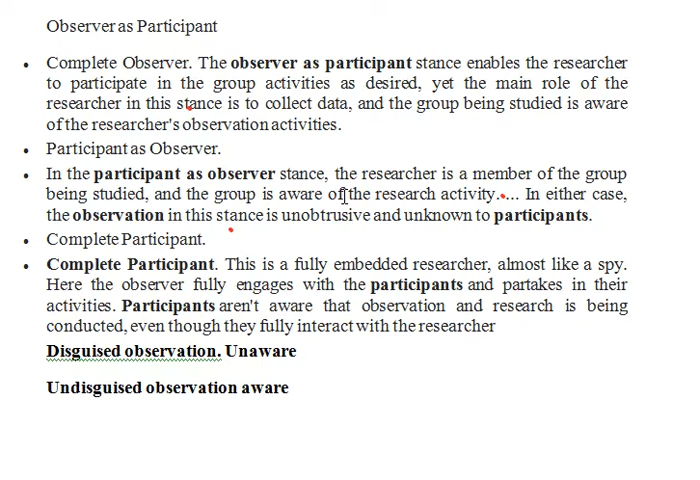 Observer as Participant
• Complete Observer. The observer as participant stance enables the researcher
to participate in the group activities as desired, yet the main role of the
researcher in this stance is to collect data, and the group being studied is aware
of the researcher's observation activities.
• Participant as Observer.
• In the participant as observer stance, the researcher is a member of the group
being studied, and the group is aware of the research activity..... In either case,
the observation in this stance is unobtrusive and unknown to participants.
• Complete Participant.
• Complete Participant. This is a fully embedded researcher, almost like a spy.
Here the observer fully engages with the participants and partakes in their
activities. Participants aren't aware that observation and research is being
conducted, even though they fully interact with the researcher
Disguised observation. Unaware
Undisguised observation aware